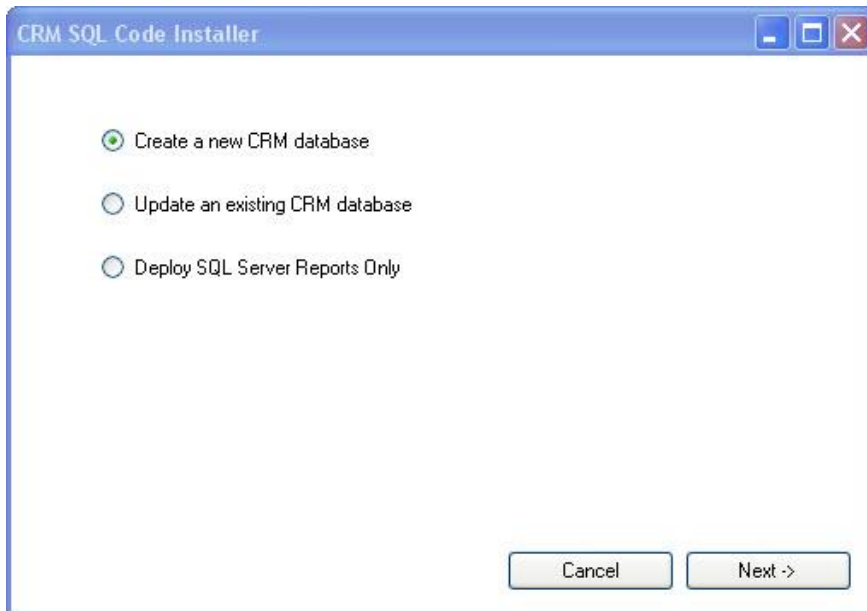 CRM SQL Code Installer
Create a new CRM database
Update an existing CRM database
Deploy SQL Server Reports Only
Cancel Next ->